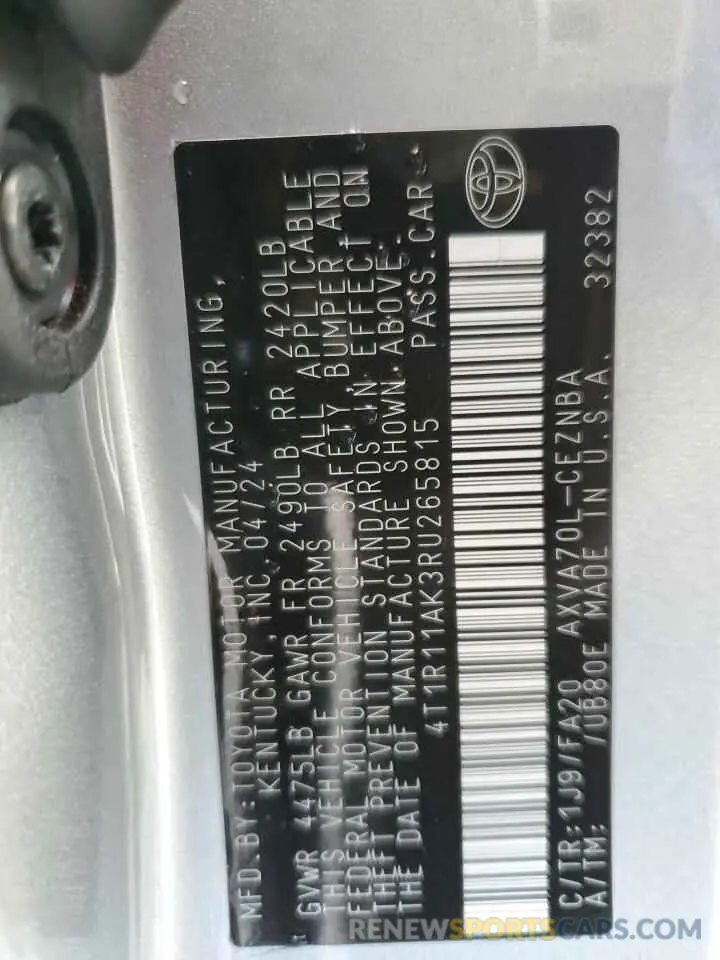 MFD.BY:TOYOTA MOTOR MANUFACTURING,
KENTUCKY, INC 04/24
GVWR 4475LB GAWR FR 2490LB RR 2420LB
THIS VEHICLE CONFORMS TO ALL APPLICABLE
FEDERAL MOTOR VEHICLE SAFETY, BUMPER AND
THEFT PREVENTION STANDARDS IN EFFECT ON
THE DATE OF MANUFACTURE SHOWN ABOVE.
4T1R11AK3RU265815 PASS.CAR
C/TR:1J9/FA20 AXVA70L-CEZNBA
A/TM: /UB80E MADE IN U.S.A. 32382
RENEWSPORTSCARS.COM